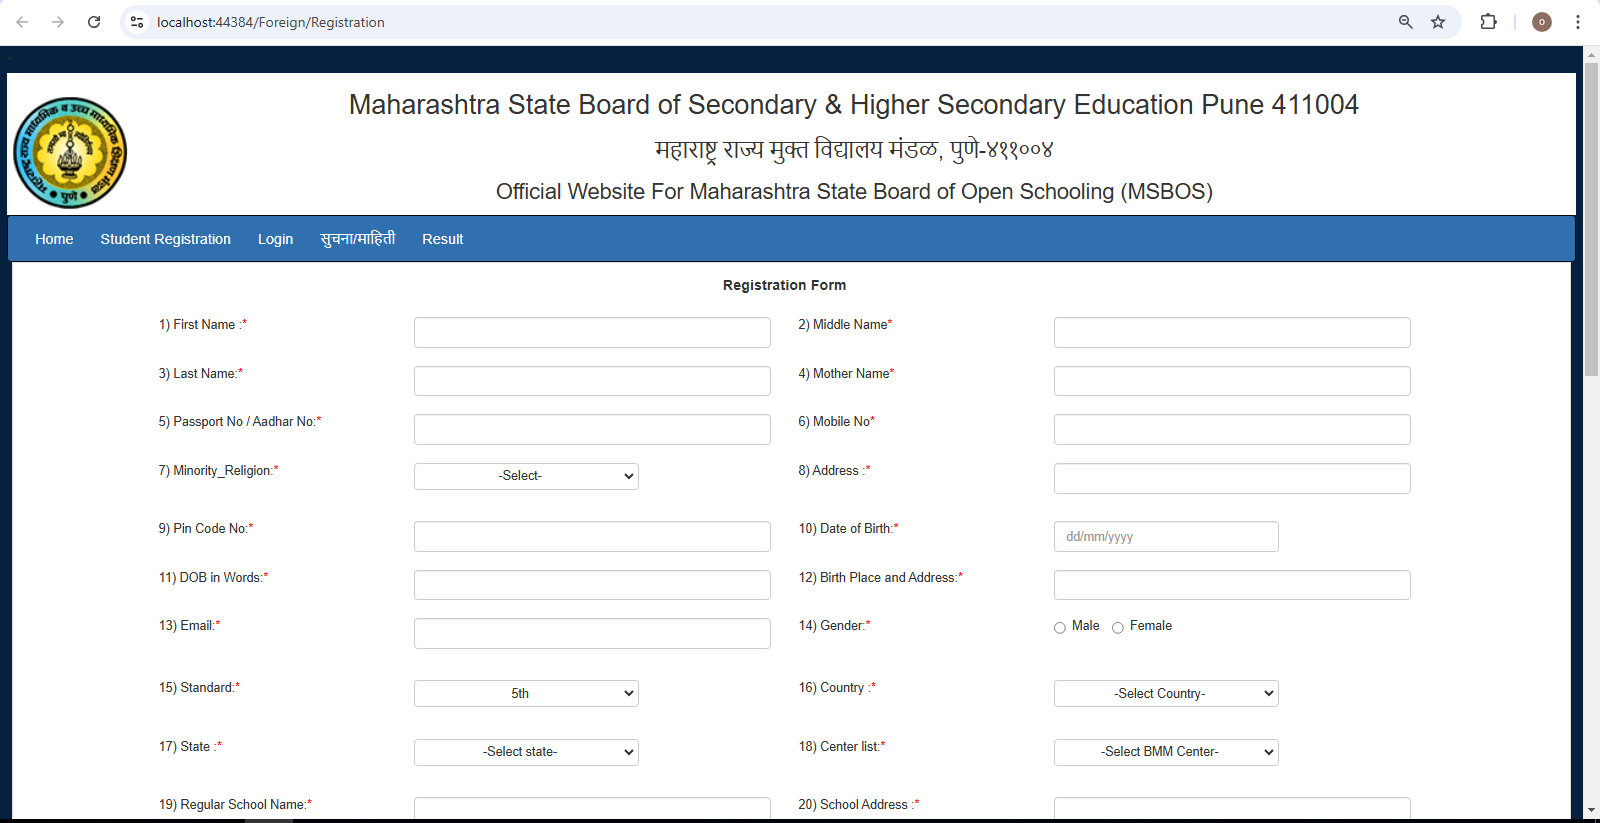 localhost:44384/Foreign/Registration
Maharashtra State Board of Secondary & Higher Secondary Education Pune 411004
महाराष्ट्र राज्य मुक्त विद्यालय मंडळ, पुणे-४११००४
Official Website For Maharashtra State Board of Open Schooling (MSBOS)
Home Student Registration Login सुचना/माहिती Result
Registration Form
1) First Name :* 2) Middle Name*
3) Last Name:* 4) Mother Name*
5) Passport No / Aadhar No:* 6) Mobile No*
7) Minority_Religion:* -Select- 8) Address :*
9) Pin Code No:* 10) Date of Birth:* dd/mm/yyyy
11) DOB in Words:* 12) Birth Place and Address:*
13) Email:* 14) Gender:* Male Female
15) Standard:* 5th 16) Country :* -Select Country-
17) State :* -Select state- 18) Center list:* -Select BMM Center-
19) Regular School Name:* 20) School Address :*